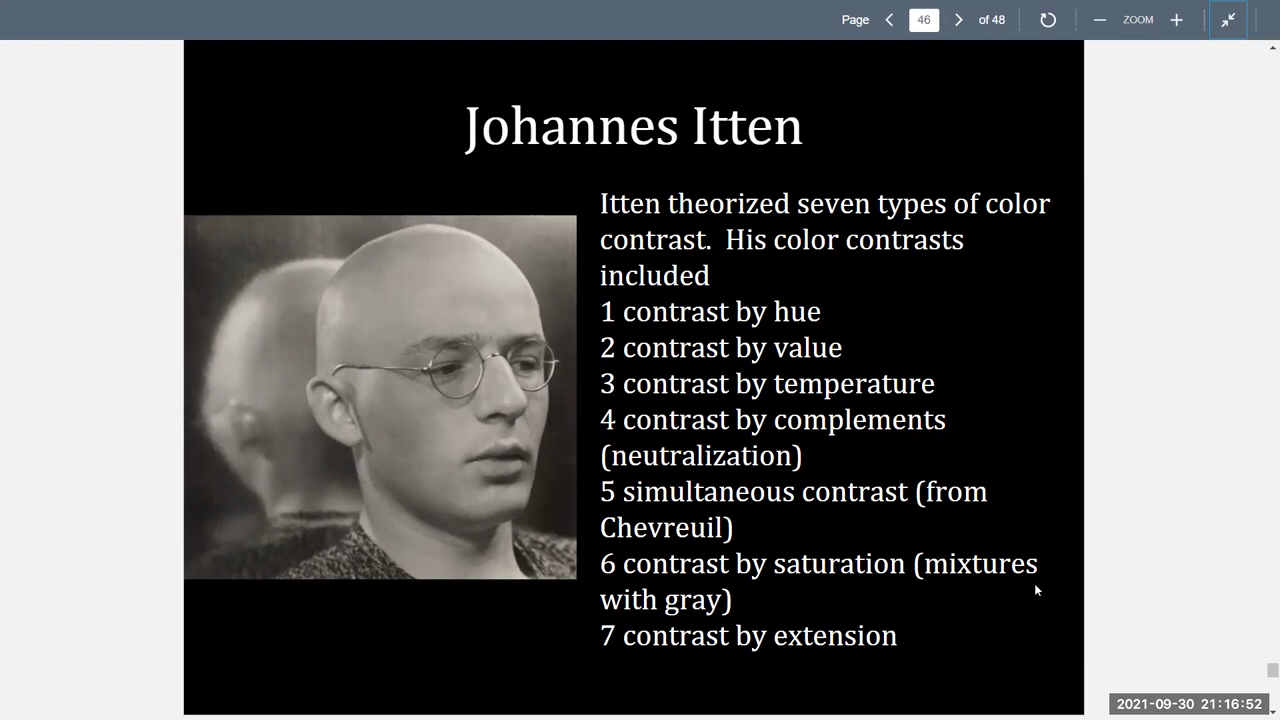 Page 46 of 48 ZOOM
Johannes Itten
Itten theorized seven types of color
contrast.  His color contrasts
included
1 contrast by hue
2 contrast by value
3 contrast by temperature
4 contrast by complements
(neutralization)
5 simultaneous contrast (from
Chevreuil)
6 contrast by saturation (mixtures
with gray)
7 contrast by extension
2021-09-30 21:16:52